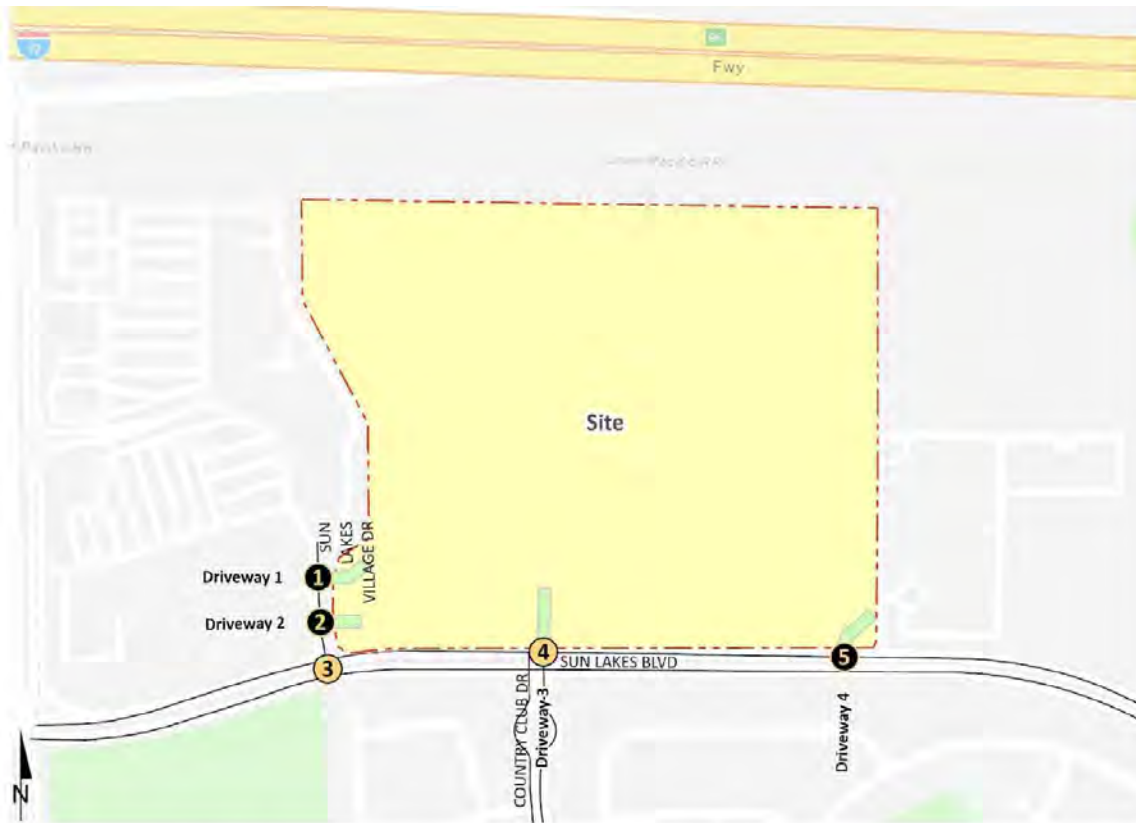 Fwy
Site
SUN
LAKES
VILLAGE DR
Driveway 1
1
Driveway 2
2
3
4
SUN LAKES BLVD
5
COUNTRY CLUB DR
Driveway 3
Driveway 4
N